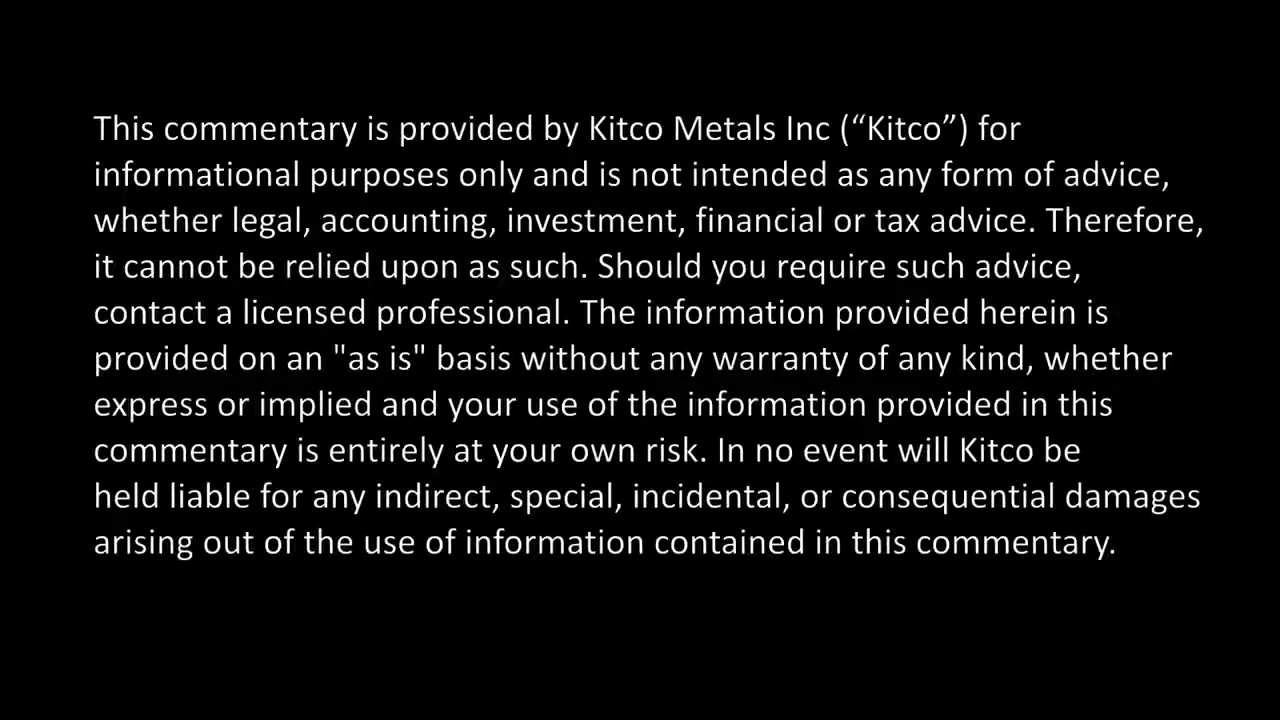 This commentary is provided by Kitco Metals Inc (“Kitco”) for
informational purposes only and is not intended as any form of advice,
whether legal, accounting, investment, financial or tax advice. Therefore,
it cannot be relied upon as such. Should you require such advice,
contact a licensed professional. The information provided herein is
provided on an "as is" basis without any warranty of any kind, whether
express or implied and your use of the information provided in this
commentary is entirely at your own risk. In no event will Kitco be
held liable for any indirect, special, incidental, or consequential damages
arising out of the use of information contained in this commentary.